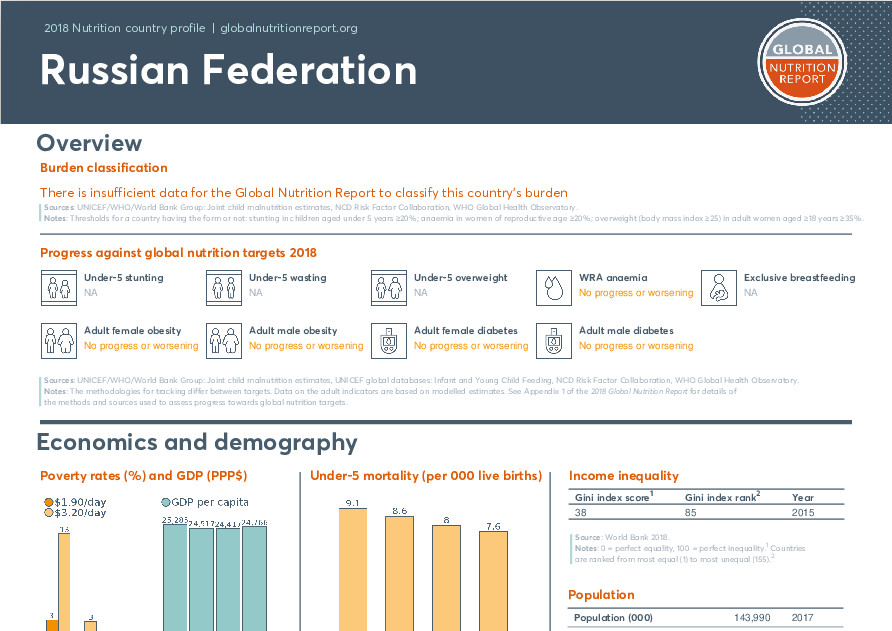 2018 Nutrition country profile | globalnutritionreport.org
Russian Federation
GLOBAL
NUTRITION
REPORT
Overview
Burden classification
There is insufficient data for the Global Nutrition Report to classify this country's burden
Sources: UNICEF/WHO/World Bank Group: Joint child malnutrition estimates, NCD Risk Factor Collaboration, WHO Global Health Observatory.
Notes: Thresholds for a country having the form or not: stunting in children aged under 5 years ≥20%; anaemia in women of reproductive age ≥20%; overweight (body mass index ≥25) in adult women aged ≥18 years ≥35%.
Progress against global nutrition targets 2018
Under-5 stunting
NA
Under-5 wasting
NA
Under-5 overweight
NA
WRA anaemia
No progress or worsening
Exclusive breastfeeding
NA
Adult female obesity
No progress or worsening
Adult male obesity
No progress or worsening
Adult female diabetes
No progress or worsening
Adult male diabetes
No progress or worsening
Sources: UNICEF/WHO/World Bank Group: Joint child malnutrition estimates, UNICEF global databases: Infant and Young Child Feeding, NCD Risk Factor Collaboration, WHO Global Health Observatory.
Notes: The methodologies for tracking differ between targets. Data on the adult indicators are based on modelled estimates. See Appendix 1 of the 2018 Global Nutrition Report for details of
the methods and sources used to assess progress towards global nutrition targets.
Economics and demography
Poverty rates (%) and GDP (PPP$)
$1.90/day
$3.20/day
13
3
3
GDP per capita
25,285 24,517 24,417 24,766
Under-5 mortality (per 000 live births)
9.1
8.6
8
7.6
Income inequality
Gini index score1 Gini index rank2 Year
38 85 2015
Source: World Bank 2018.
Notes: 0 = perfect equality, 100 = perfect inequality.1 Countries
are ranked from most equal (1) to most unequal (155).2
Population
Population (000) 143,990 2017